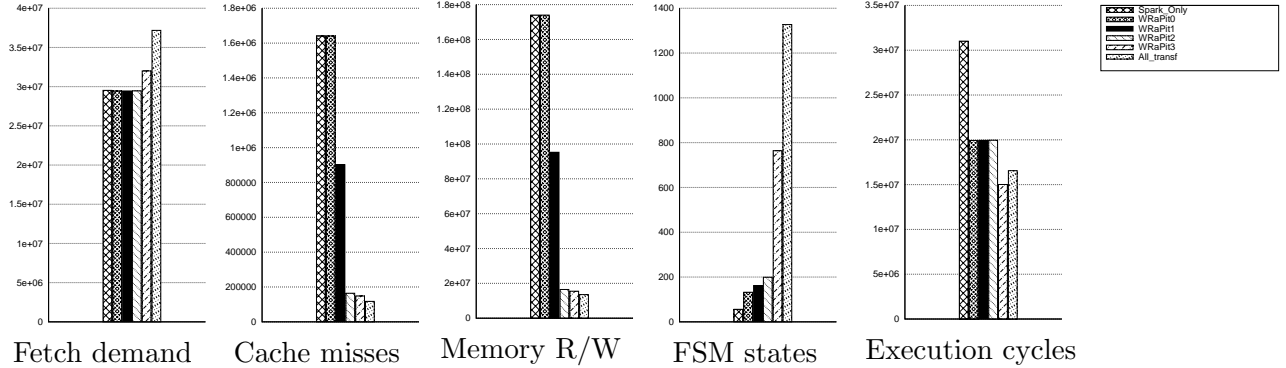 4e+07
3.5e+07
3e+07
2.5e+07
2e+07
1.5e+07
1e+07
5e+06
0
Fetch demand
1.8e+06
1.6e+06
1.4e+06
1.2e+06
1e+06
800000
600000
400000
200000
0
Cache misses
1.8e+08
1.6e+08
1.4e+08
1.2e+08
1e+08
8e+07
6e+07
4e+07
2e+07
0
Memory R/W
1400
1200
1000
800
600
400
200
0
FSM states
3.5e+07
3e+07
2.5e+07
2e+07
1.5e+07
1e+07
5e+06
0
Execution cycles
Spark_Only
WRaPit0
WRaPit1
WRaPit2
WRaPit3
All_transf